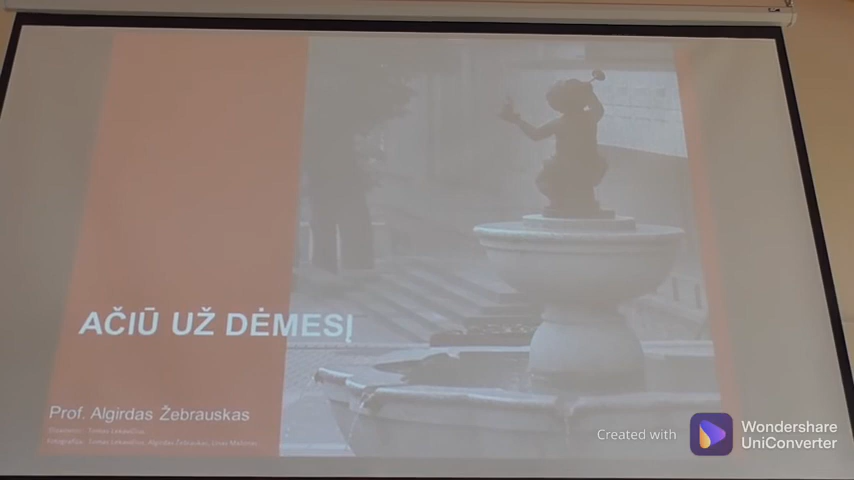 AČIŪ UŽ DĖMESĮ
Prof. Algirdas Žebrauskas
Created with
Wondershare
UniConverter